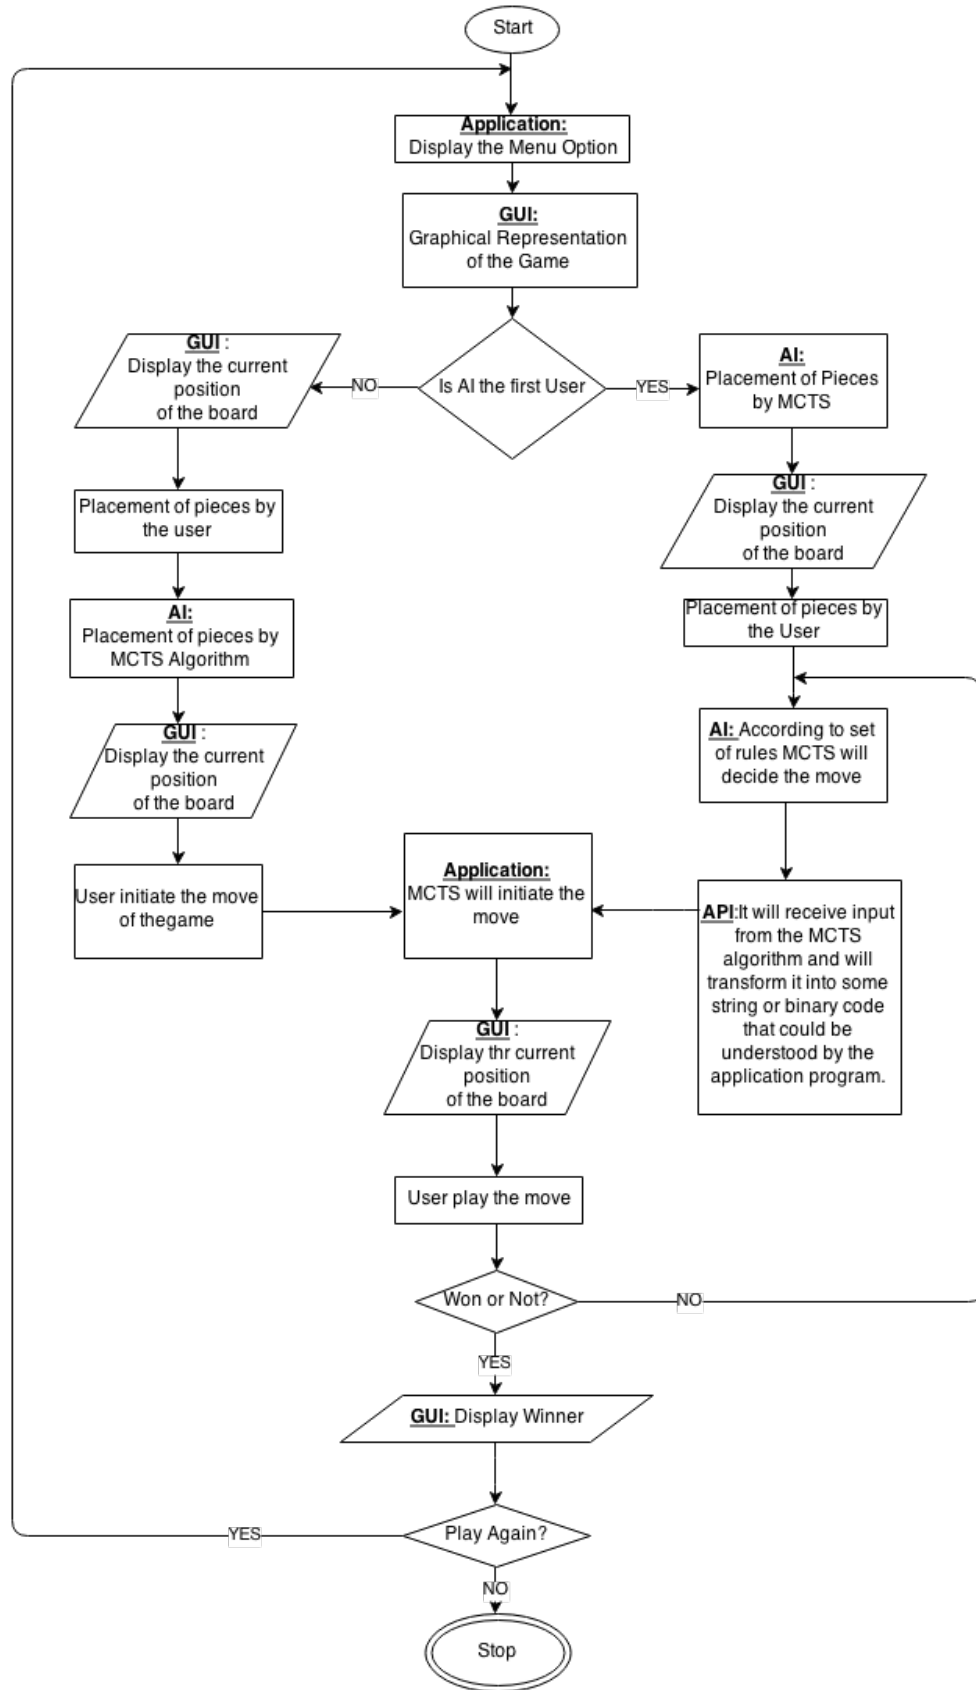 Start
Application:
Display the Menu Option
GUI:
Graphical Representation
of the Game
Is AI the first User
NO
YES
GUI :
Display the current
position
of the board
Placement of pieces by
the user
AI:
Placement of pieces by
MCTS Algorithm
GUI :
Display the current
position
of the board
User initiate the move
of thegame
AI:
Placement of Pieces
by MCTS
GUI :
Display the current
position
of the board
Placement of pieces by
the User
AI: According to set
of rules MCTS will
decide the move
API:It will receive input
from the MCTS
algorithm and will
transform it into some
string or binary code
that could be
understood by the
application program.
Application:
MCTS will initiate the
move
GUI :
Display thr current
position
of the board
User play the move
Won or Not?
NO
YES
GUI: Display Winner
Play Again?
YES
NO
Stop